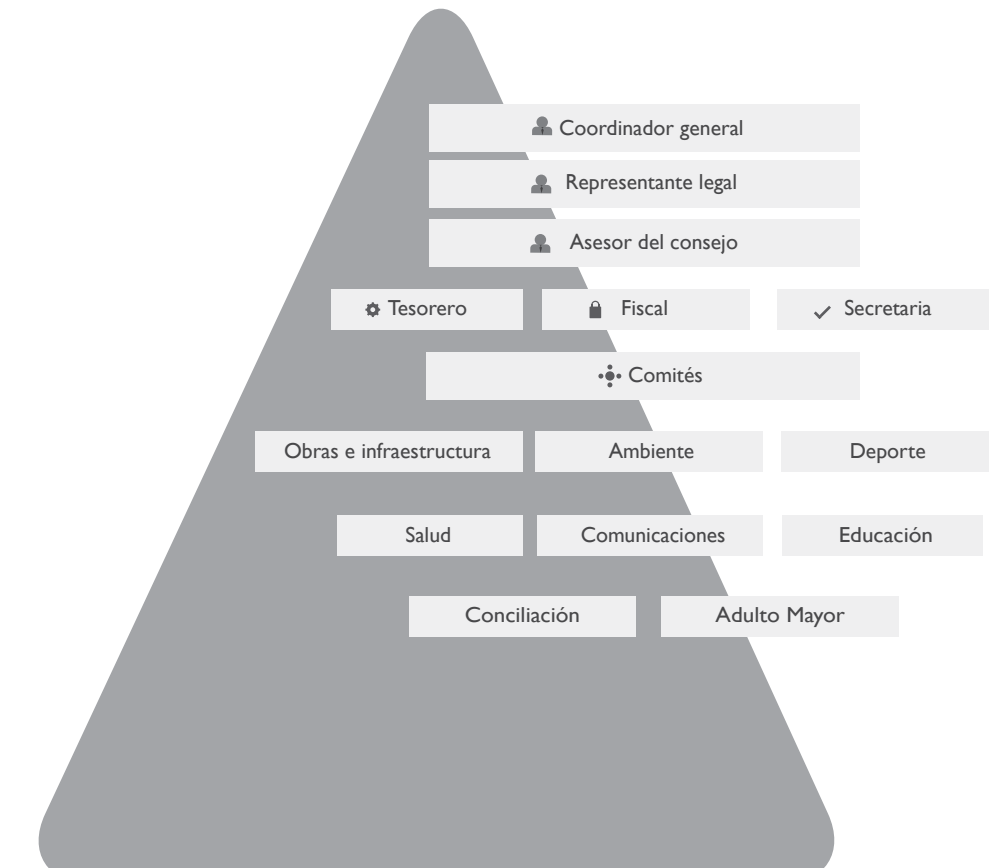 Coordinador general
Representante legal
Asesor del consejo
Tesorero
Fiscal
Secretaria
Comités
Obras e infraestructura
Ambiente
Deporte
Salud
Comunicaciones
Educación
Conciliación
Adulto Mayor